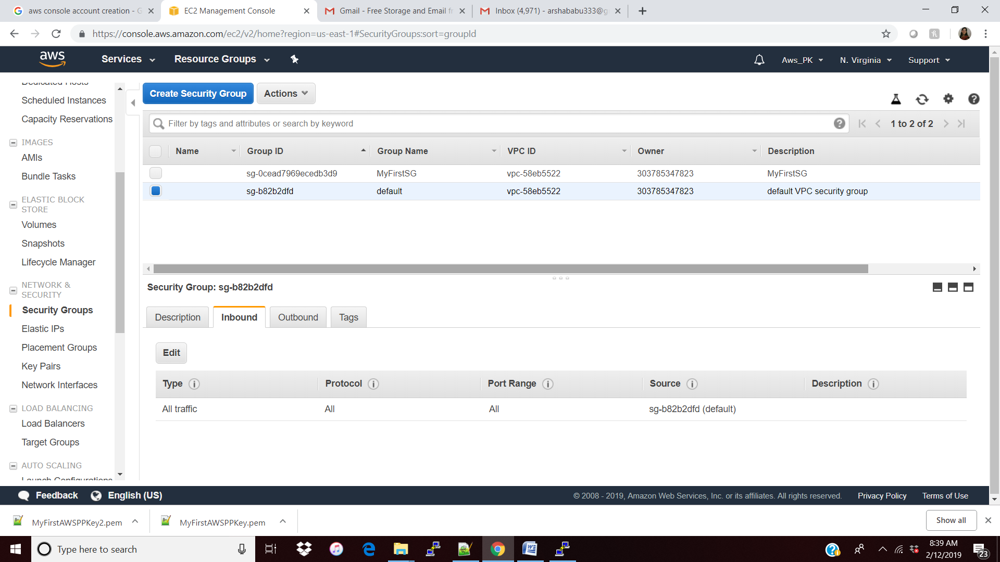 aws console account creation - G
EC2 Management Console
Gmail - Free Storage and Email fr
Inbox (4,971) - arshababu333@g
https://console.aws.amazon.com/ec2/v2/home?region=us-east-1#SecurityGroups:sort=groupId
aws
Services
Resource Groups
Aws_PK
N. Virginia
Support
Dedicated Hosts
Scheduled Instances
Capacity Reservations
IMAGES
AMIs
Bundle Tasks
ELASTIC BLOCK
STORE
Volumes
Snapshots
Lifecycle Manager
NETWORK &
SECURITY
Security Groups
Elastic IPs
Placement Groups
Key Pairs
Network Interfaces
LOAD BALANCING
Load Balancers
Target Groups
AUTO SCALING
Launch Configurations
Create Security Group
Actions
Filter by tags and attributes or search by keyword
1 to 2 of 2
Name Group ID Group Name VPC ID Owner Description
sg-0cead7969ecedb3d9 MyFirstSG vpc-58eb5522 303785347823 MyFirstSG
sg-b82b2dfd default vpc-58eb5522 303785347823 default VPC security group
Security Group: sg-b82b2dfd
Description Inbound Outbound Tags
Edit
Type Protocol Port Range Source Description
All traffic All All sg-b82b2dfd (default)
Feedback
English (US)
© 2008 - 2019, Amazon Web Services, Inc. or its affiliates. All rights reserved.
Privacy Policy
Terms of Use
MyFirstAWSPPKey2.pem
MyFirstAWSPPKey.pem
Show all
Type here to search
8:39 AM
2/12/2019
23